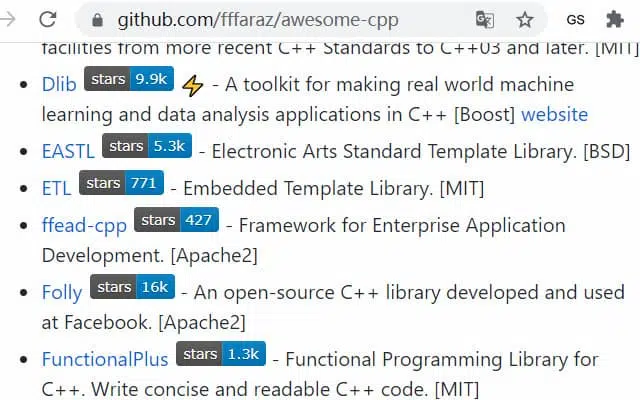 github.com/fffaraz/awesome-cpp GS
facilities from more recent C++ Standards to C++03 and later. [MIT]
Dlib stars 9.9k ⚡ - A toolkit for making real world machine
learning and data analysis applications in C++ [Boost] website
EASTL stars 5.3k - Electronic Arts Standard Template Library. [BSD]
ETL stars 771 - Embedded Template Library. [MIT]
ffead-cpp stars 427 - Framework for Enterprise Application
Development. [Apache2]
Folly stars 16k - An open-source C++ library developed and used
at Facebook. [Apache2]
FunctionalPlus stars 1.3k - Functional Programming Library for
C++. Write concise and readable C++ code. [MIT]